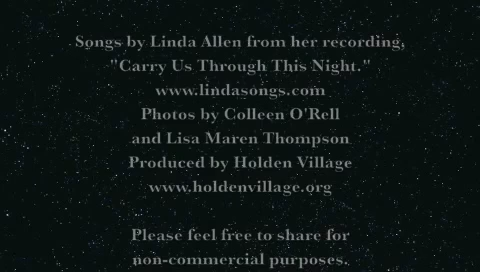 Songs by Linda Allen from her recording,
"Carry Us Through This Night."
www.lindasongs.com
Photos by Colleen O'Rell
and Lisa Maren Thompson
Produced by Holden Village
www.holdenvillage.org
Please feel free to share for
non-commercial purposes.